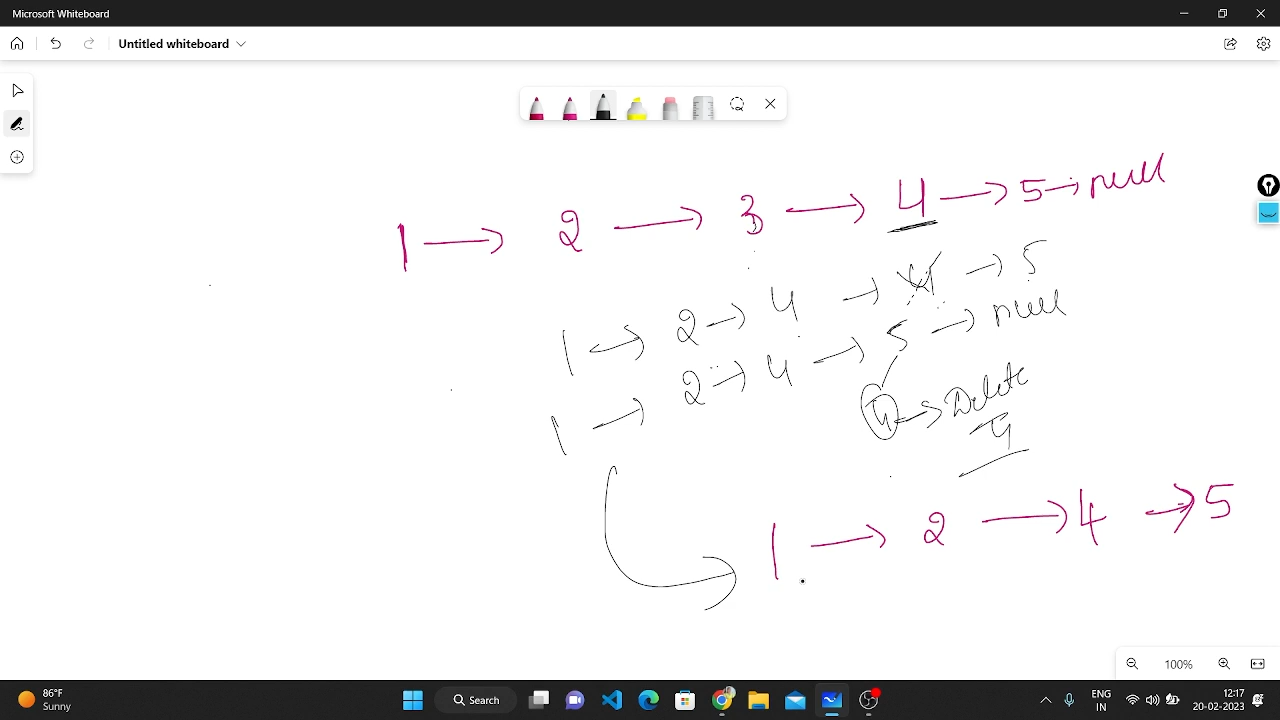 Microsoft Whiteboard
Untitled whiteboard
1 → 2 → 3 → 4 → 5 → null
1 → 2 → 4 → 4 → 5
1 → 2 → 4 → 5 → null
4 → Delete
4
1 → 2 → 4 → 5
100%
86°F
Sunny
Search
ENG
IN
12:17
20-02-2023